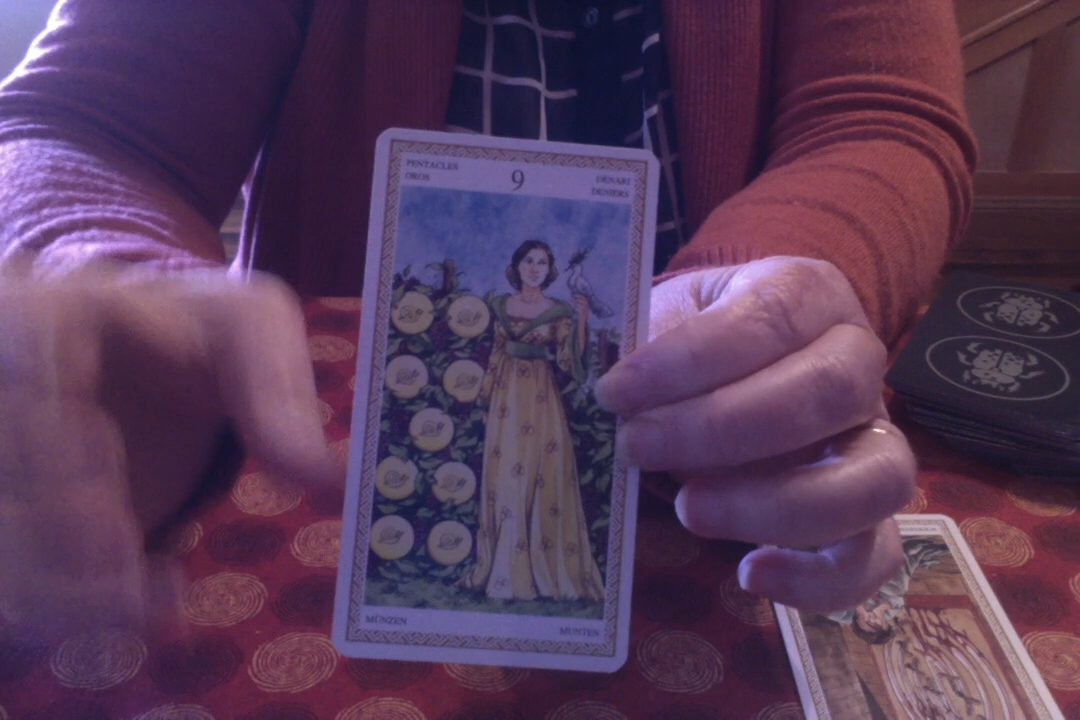 PENTACLES
OROS
9
DENARI
DENIERS
MÜNZEN
MUNTEN